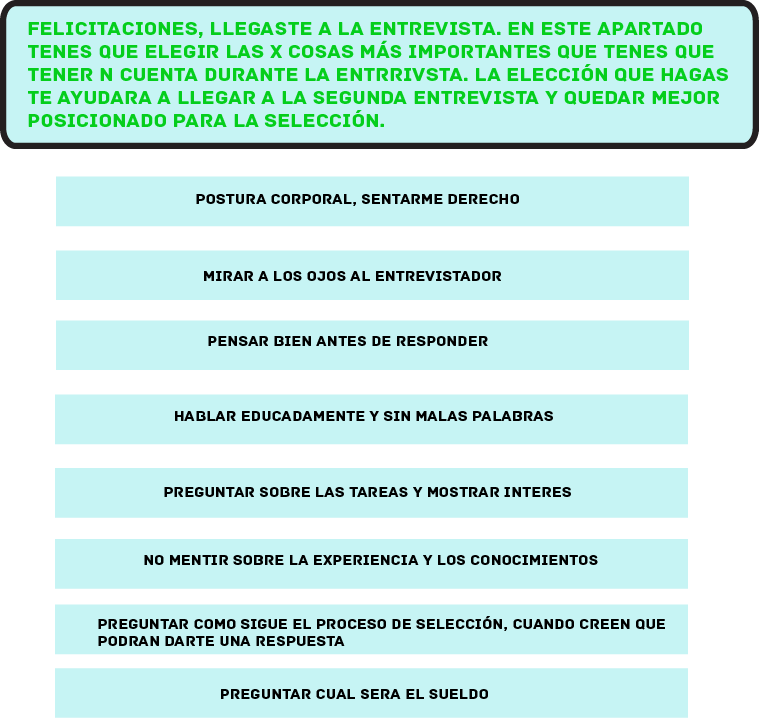 FELICITACIONES, LLEGASTE A LA ENTREVISTA. EN ESTE APARTADO
TENES QUE ELEGIR LAS X COSAS MÁS IMPORTANTES QUE TENES QUE
TENER N CUENTA DURANTE LA ENTRRIVSTA. LA ELECCIÓN QUE HAGAS
TE AYUDARA A LLEGAR A LA SEGUNDA ENTREVISTA Y QUEDAR MEJOR
POSICIONADO PARA LA SELECCIÓN.
POSTURA CORPORAL, SENTARME DERECHO
MIRAR A LOS OJOS AL ENTREVISTADOR
PENSAR BIEN ANTES DE RESPONDER
HABLAR EDUCADAMENTE Y SIN MALAS PALABRAS
PREGUNTAR SOBRE LAS TAREAS Y MOSTRAR INTERES
NO MENTIR SOBRE LA EXPERIENCIA Y LOS CONOCIMIENTOS
PREGUNTAR COMO SIGUE EL PROCESO DE SELECCIÓN, CUANDO CREEN QUE
PODRAN DARTE UNA RESPUESTA
PREGUNTAR CUAL SERA EL SUELDO